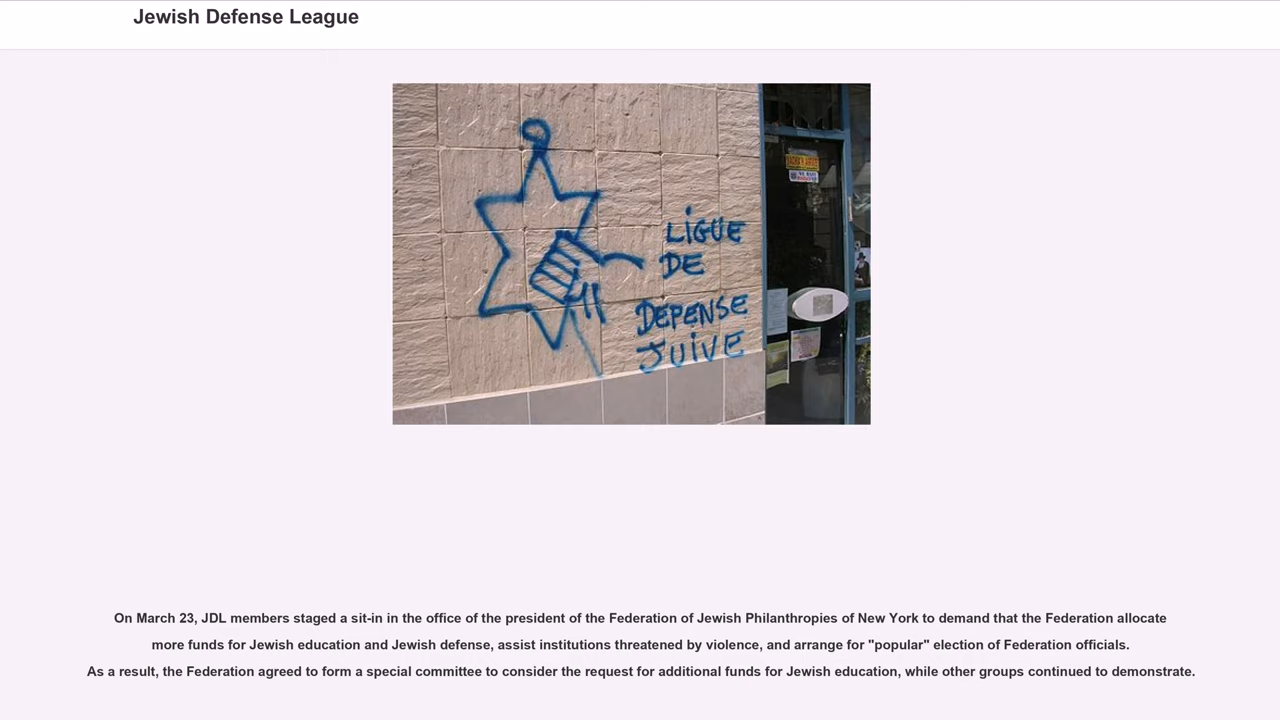 Jewish Defense League
LiGUE
DE
DEPENSE
JUiVE
On March 23, JDL members staged a sit-in in the office of the president of the Federation of Jewish Philanthropies of New York to demand that the Federation allocate
more funds for Jewish education and Jewish defense, assist institutions threatened by violence, and arrange for "popular" election of Federation officials.
As a result, the Federation agreed to form a special committee to consider the request for additional funds for Jewish education, while other groups continued to demonstrate.